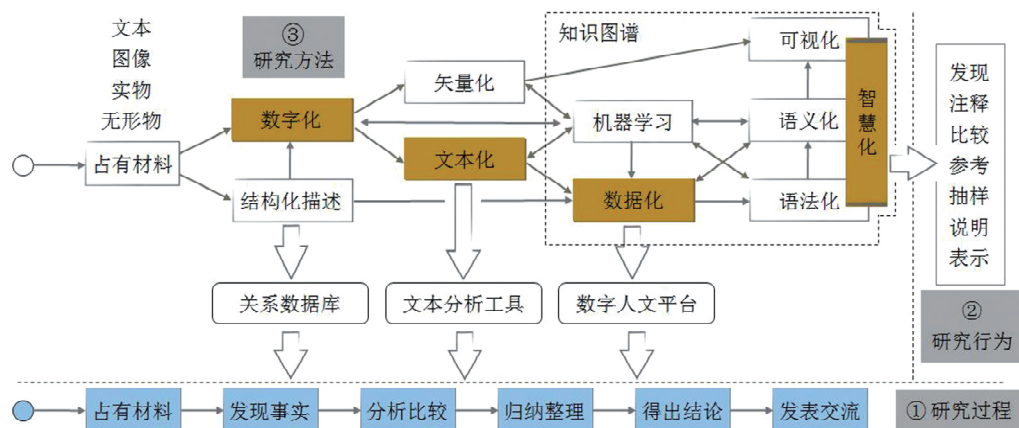 文本
图像
实物
无形物
③
研究方法
知识图谱
可视化
矢量化
数字化
机器学习
语义化
智慧化
文本化
占有材料
结构化描述
数据化
语法化
发现
注释
比较
参考
抽样
说明
表示
关系数据库
文本分析工具
数字人文平台
②
研究行为
占有材料
发现事实
分析比较
归纳整理
得出结论
发表交流
①研究过程